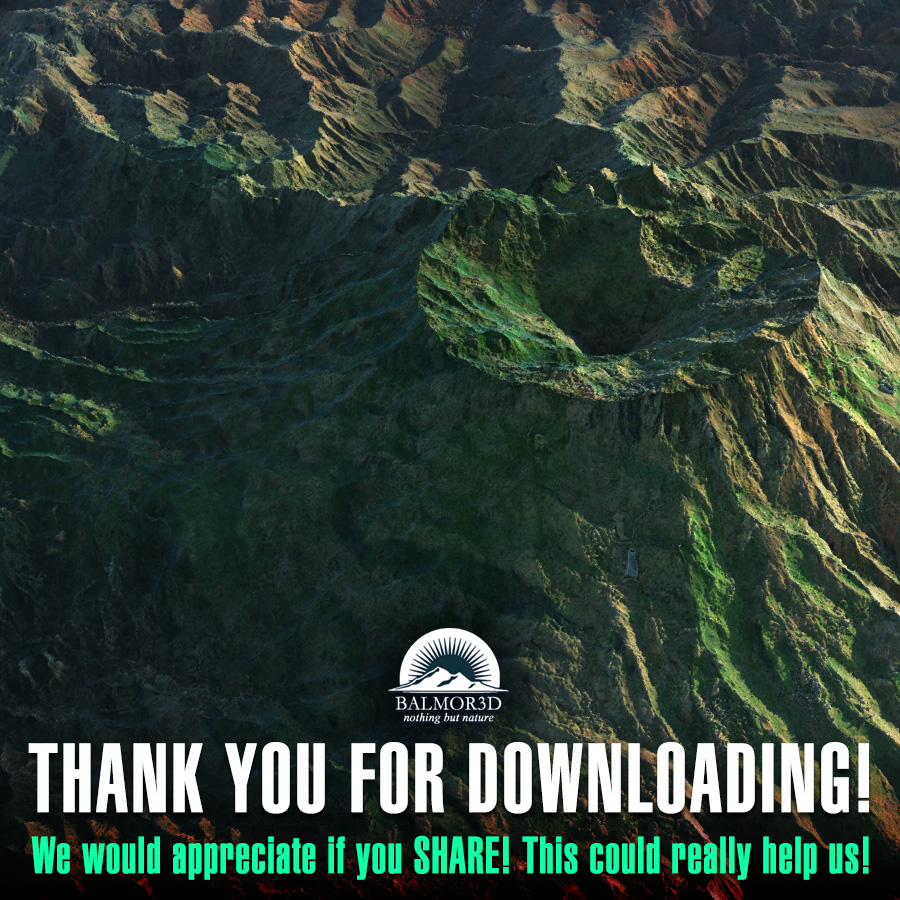 BALMOR3D
nothing but nature
THANK YOU FOR DOWNLOADING!
We would appreciate if you SHARE! This could really help us!